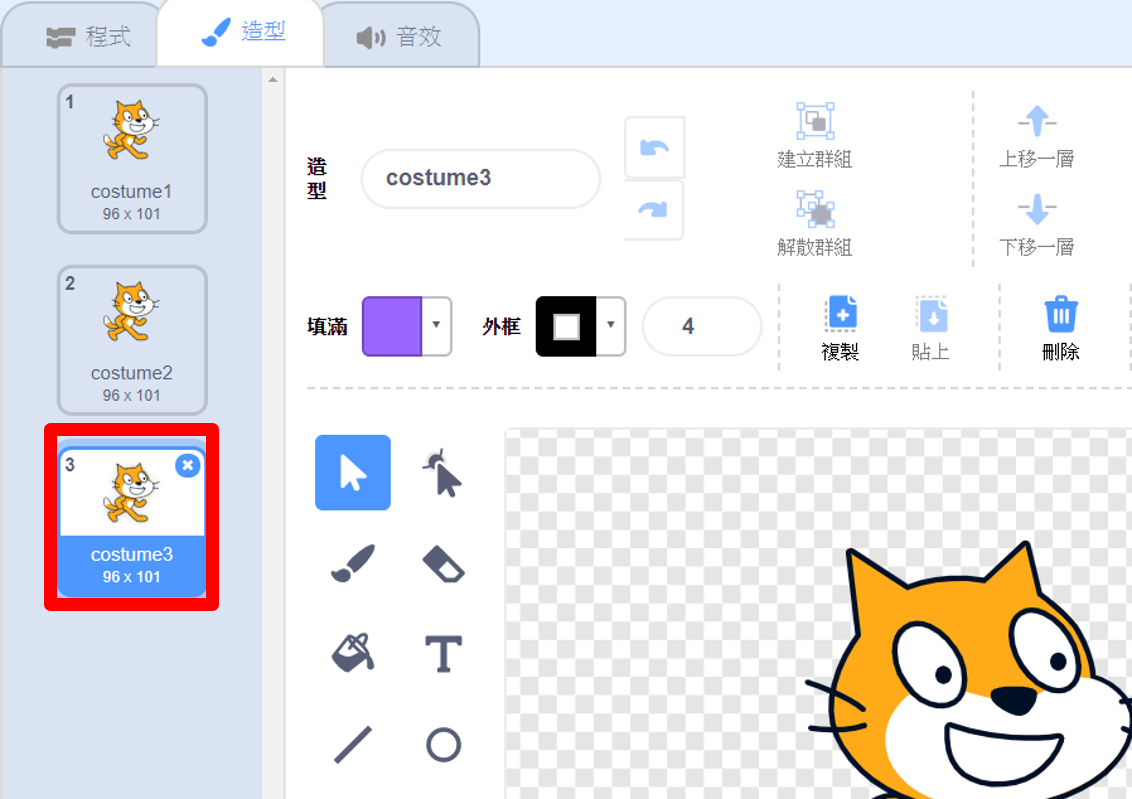 程式
造型
音效
1
costume1
96 x 101
2
costume2
96 x 101
3
costume3
96 x 101
造型
costume3
建立群組
解散群組
上移一層
下移一層
填滿
外框
4
複製
貼上
刪除
T